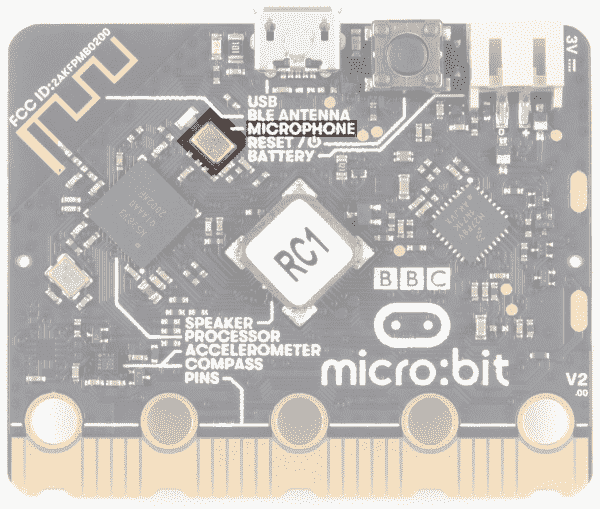 FCC ID:2AKFPMB0200
3V
USB
BLE ANTENNA
MICROPHONE
RESET / 
BATTERY
RC1
BBC
SPEAKER
PROCESSOR
ACCELEROMETER
COMPASS
PINS
micro:bit
V2
.00